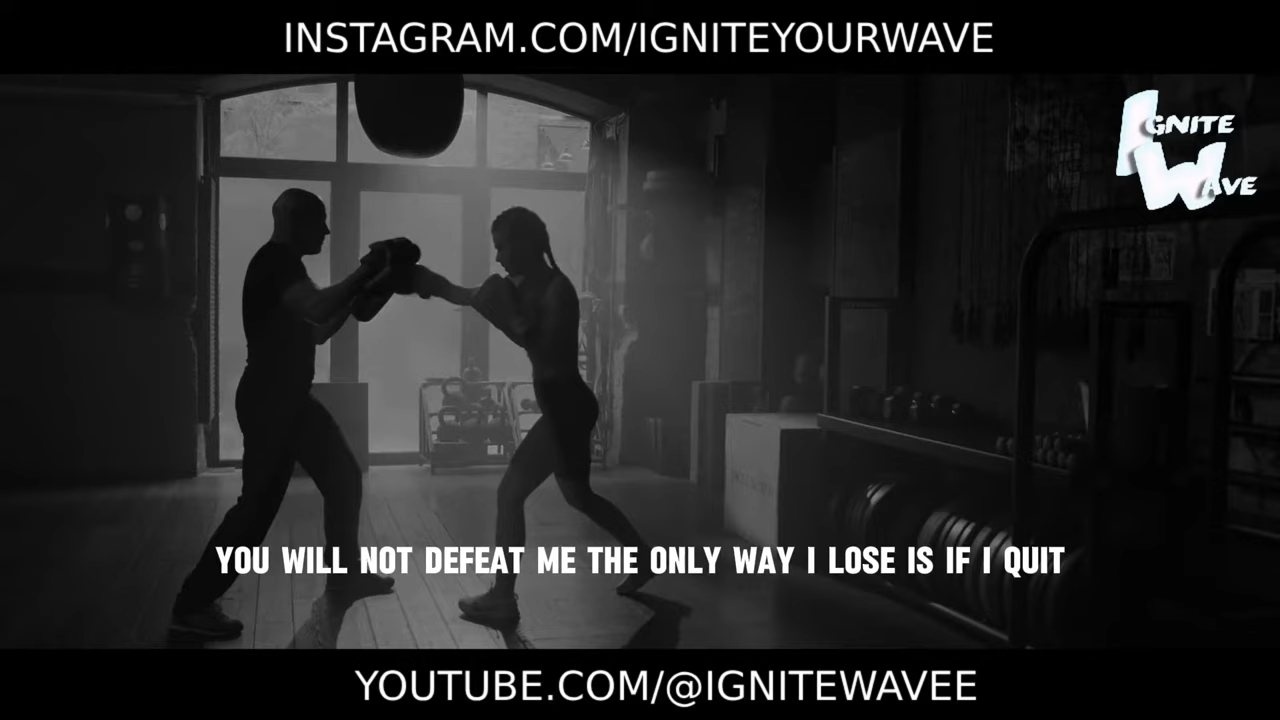 INSTAGRAM.COM/IGNITEYOURWAVE
IGNITE
WAVE
YOU WILL NOT DEFEAT ME THE ONLY WAY I LOSE IS IF I QUIT
YOUTUBE.COM/@IGNITEWAVEE